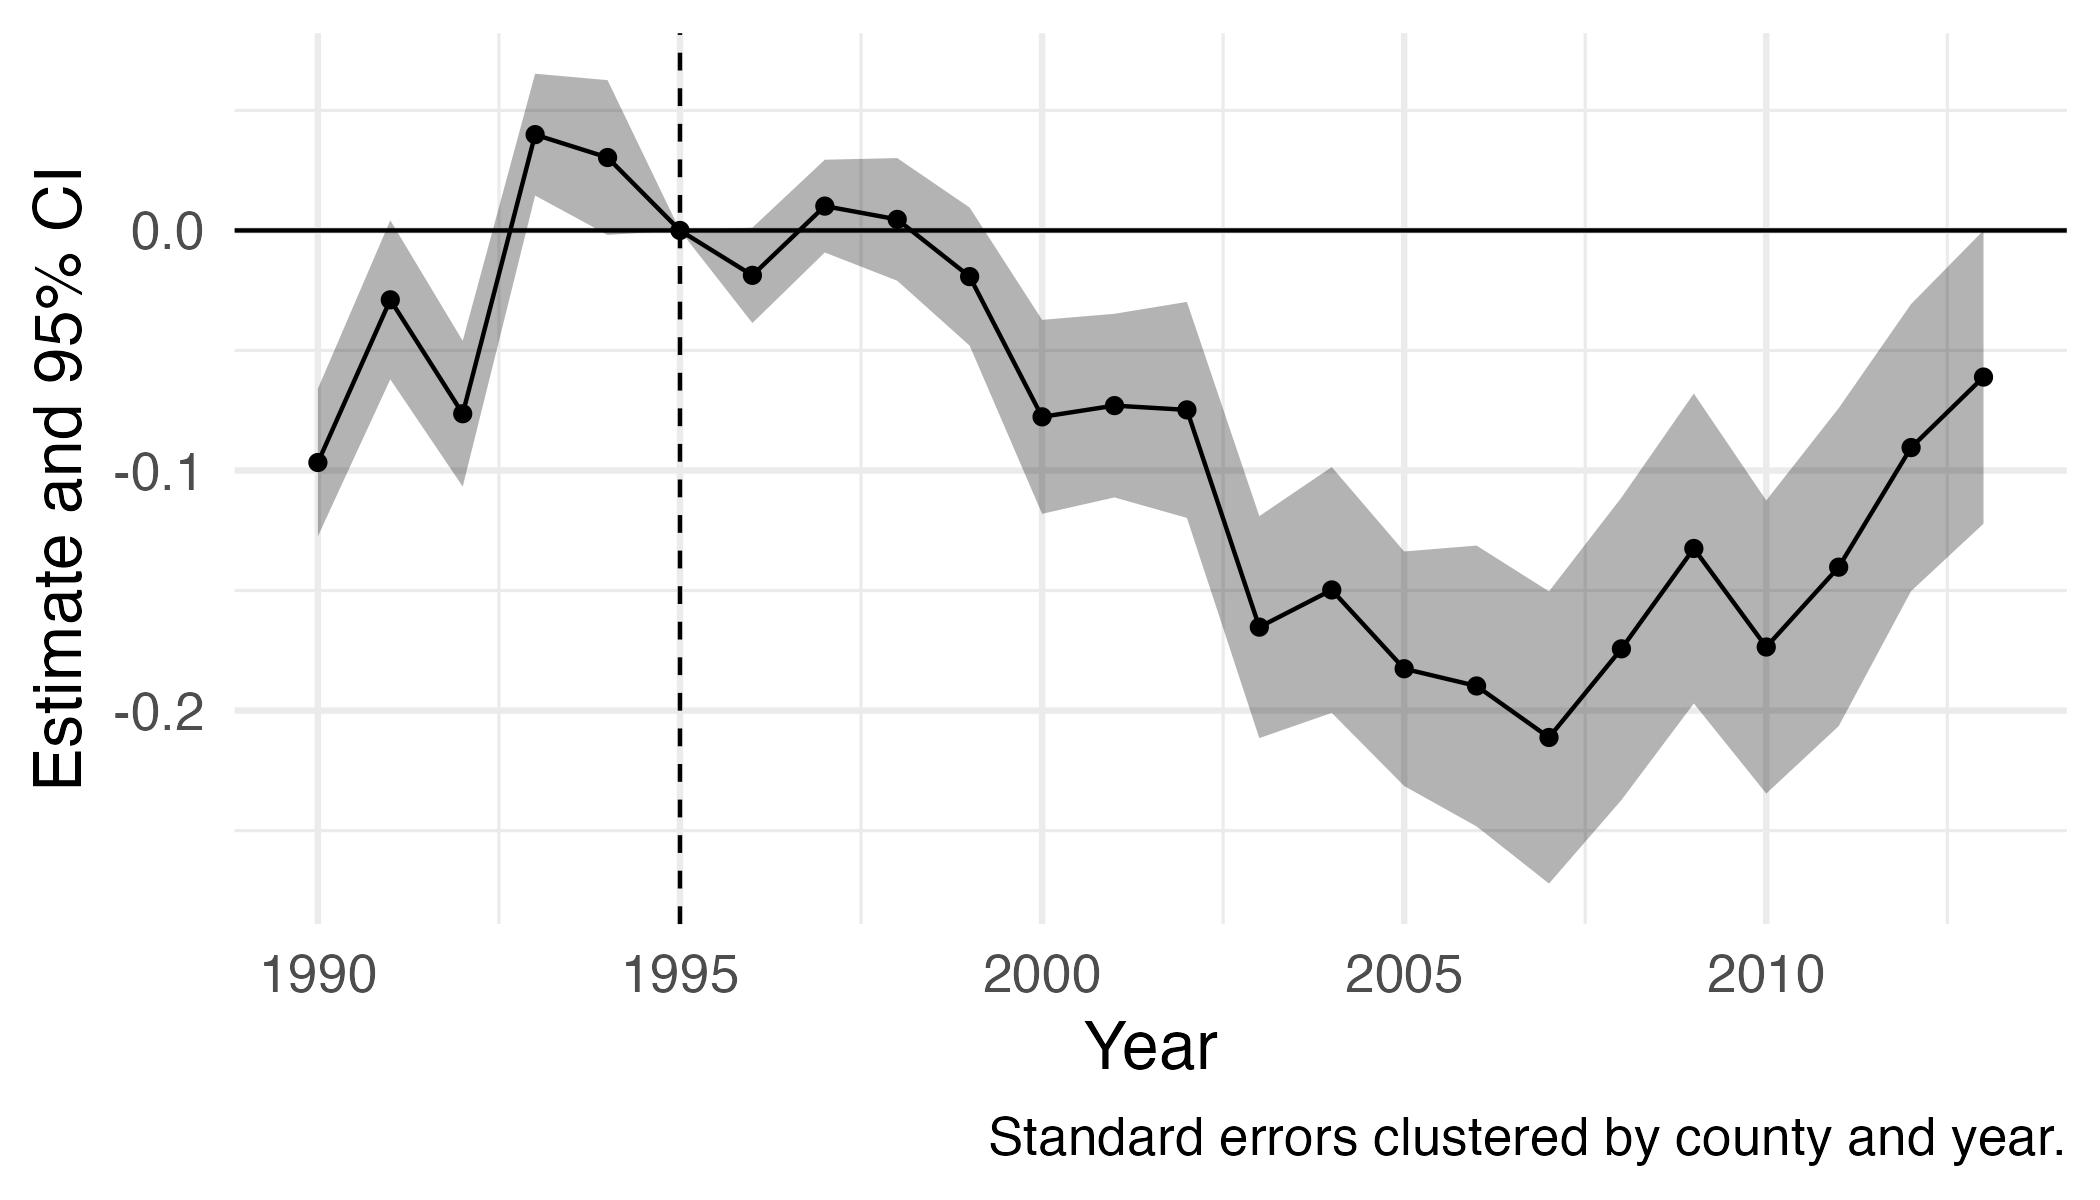 Estimate and 95% CI
0.0
-0.1
-0.2
1990 1995 2000 2005 2010
Year
Standard errors clustered by county and year.